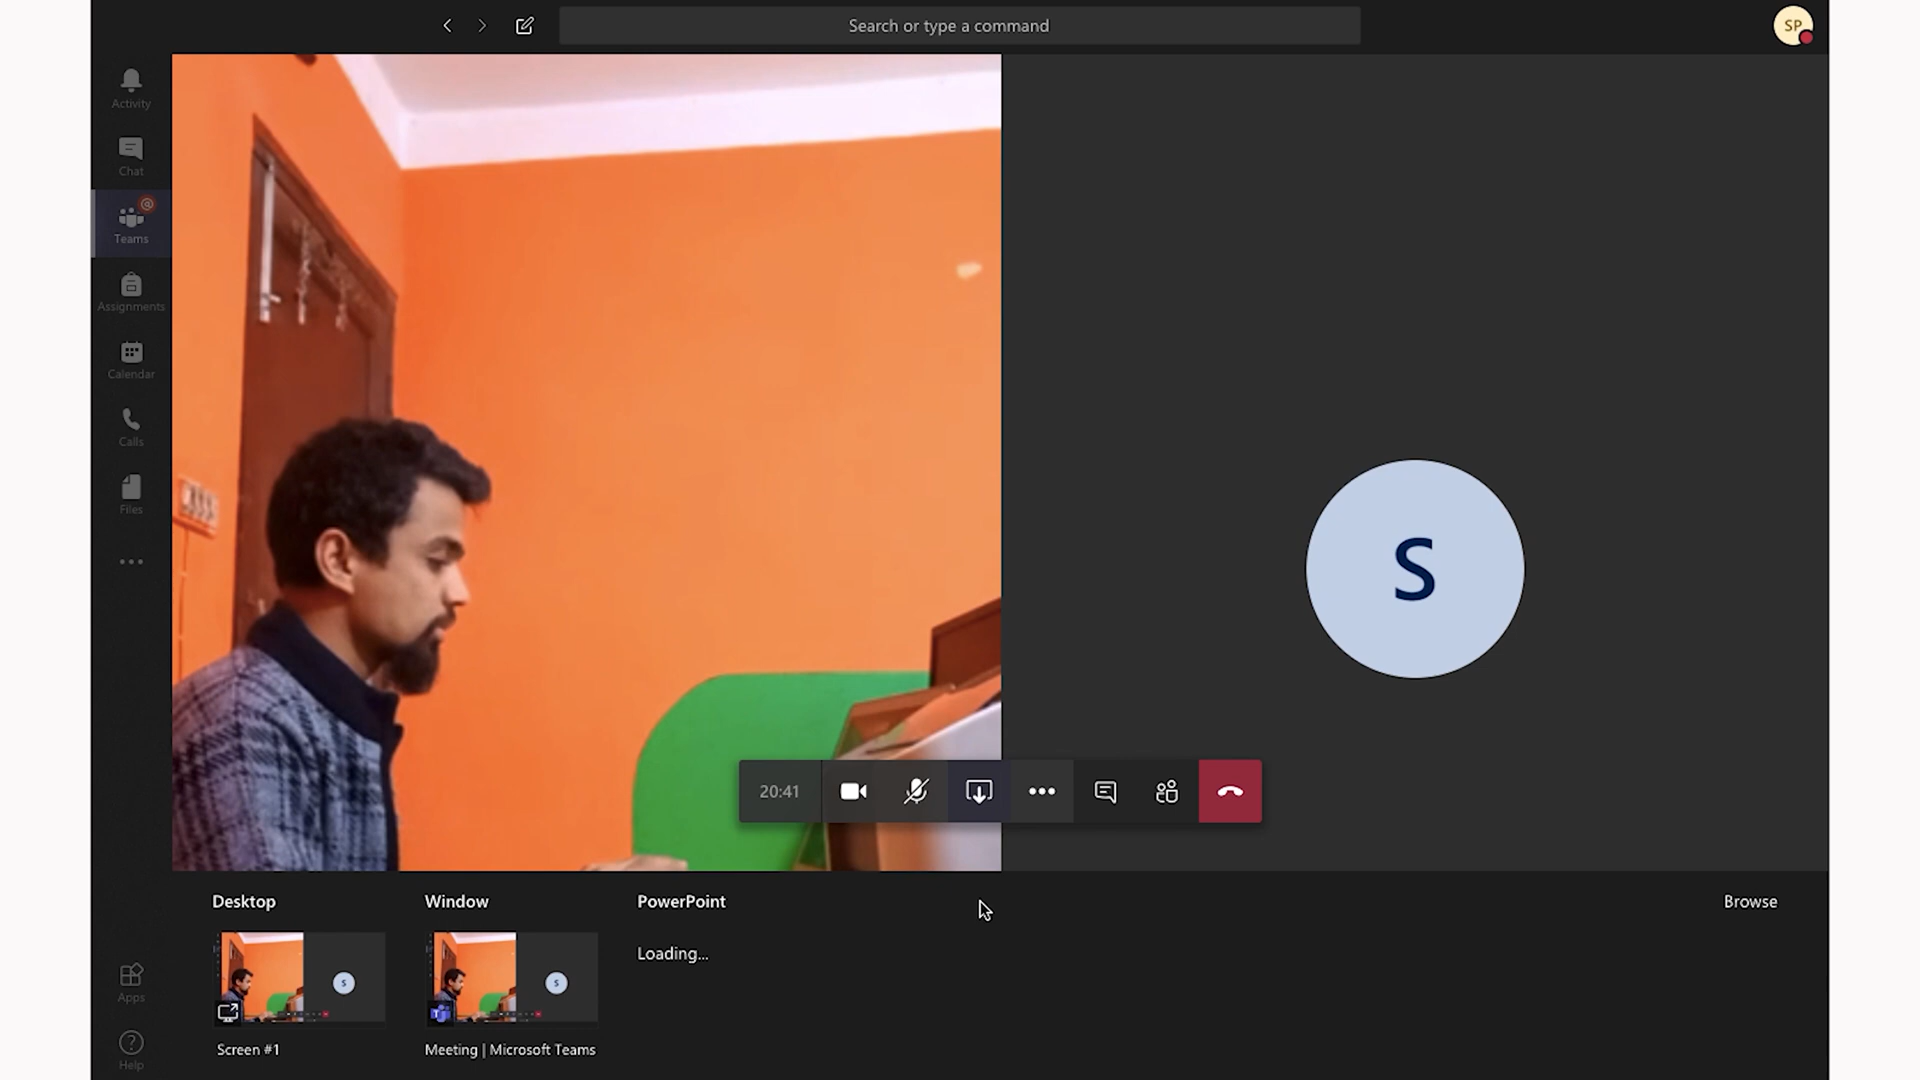 Search or type a command
SP
Activity
Chat
Teams
Assignments
Calendar
Calls
Files
S
20:41
Desktop
Window
PowerPoint
Browse
Loading...
S
S
Screen #1
Meeting | Microsoft Teams
Apps
Help